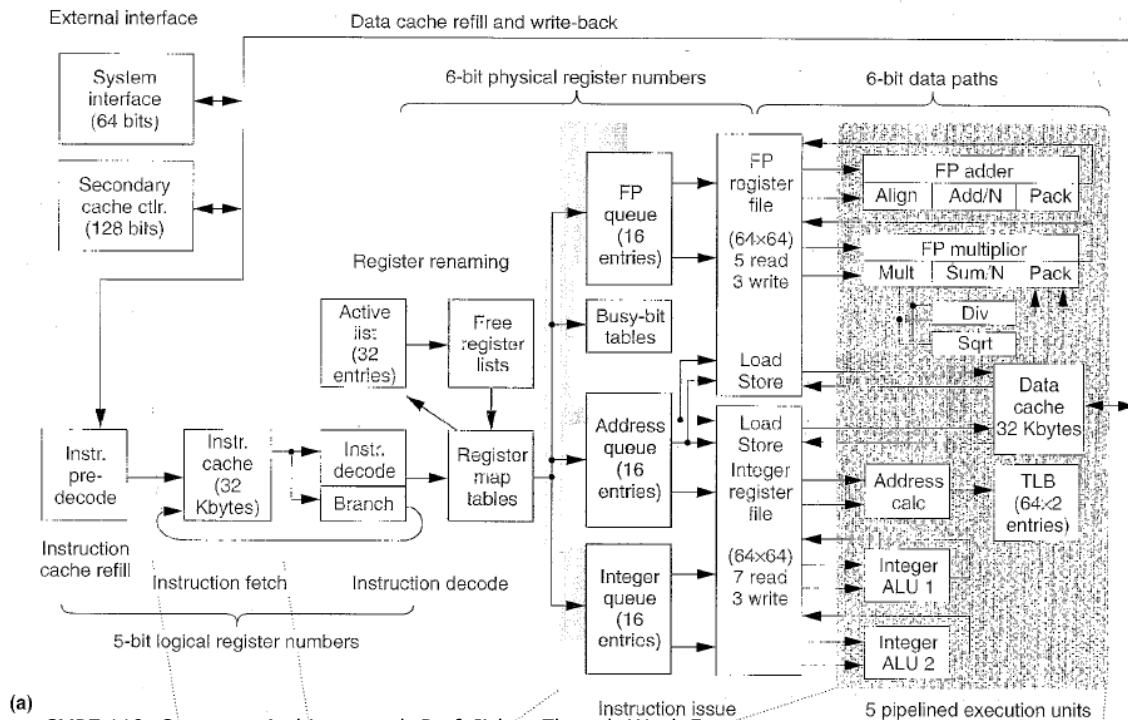 External interface
Data cache refill and write-back
System
interface
(64 bits)
Secondary
cache ctlr.
(128 bits)
6-bit physical register numbers
6-bit data paths
FP
queue
(16
entries)
FP
register
file
(64×64)
5 read
3 write
Load
Store
FP adder
Align
Add/N
Pack
FP multiplior
Mult
Sum/N
Pack
Div
Sqrt
Register renaming
Active
list
(32
entries)
Free
register
lists
Busy-bit
tables
Data
cache
32 Kbytes
Instr.
pre-
decode
Instr.
cache
(32
Kbytes)
Instr.
decode
Branch
Register
map
tables
Address
queue
(16
entries)
Load
Store
Integer
register
file
(64×64)
7 read
3 write
Address
calc
TLB
(64×2
entries)
Instruction
cache refill
Instruction fetch
Instruction decode
5-bit logical register numbers
Integer
queue
(16
entrics)
Integer
ALU 1
Integer
ALU 2
(a)
Instruction issue
5 pipelined execution units